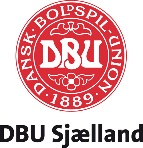 DANSK·BOLDSPIL-UNION
DBU
·1889·
DBU Sjælland